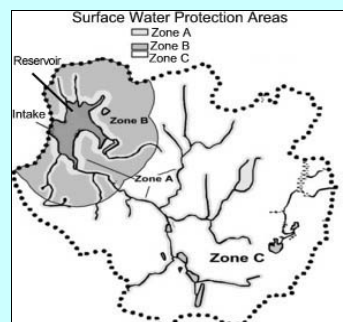 Surface Water Protection Areas
Zone A
Zone B
Zone C
Reservoir
Intake
Zone B
Zone A
Zone C